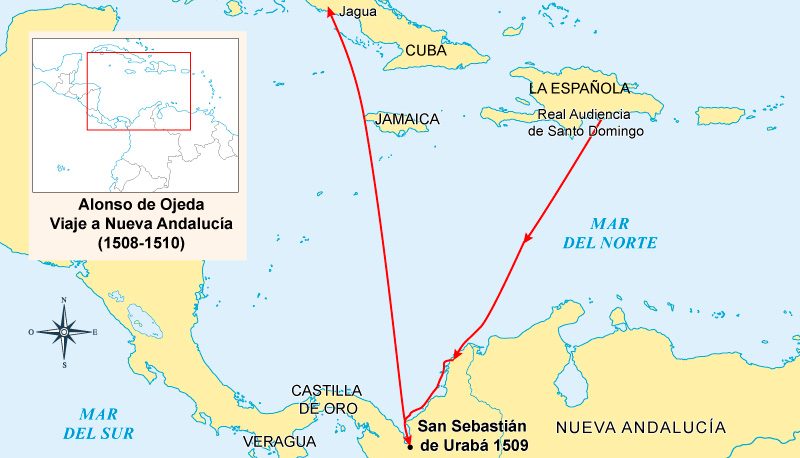 Jagua
CUBA
LA ESPAÑOLA
JAMAICA
Real Audiencia
de Santo Domingo
Alonso de Ojeda
Viaje a Nueva Andalucía
(1508-1510)
MAR
DEL NORTE
N
O
E
S
CASTILLA
DE ORO
MAR
DEL SUR
VERAGUA
San Sebastián
de Urabá 1509
NUEVA ANDALUCÍA